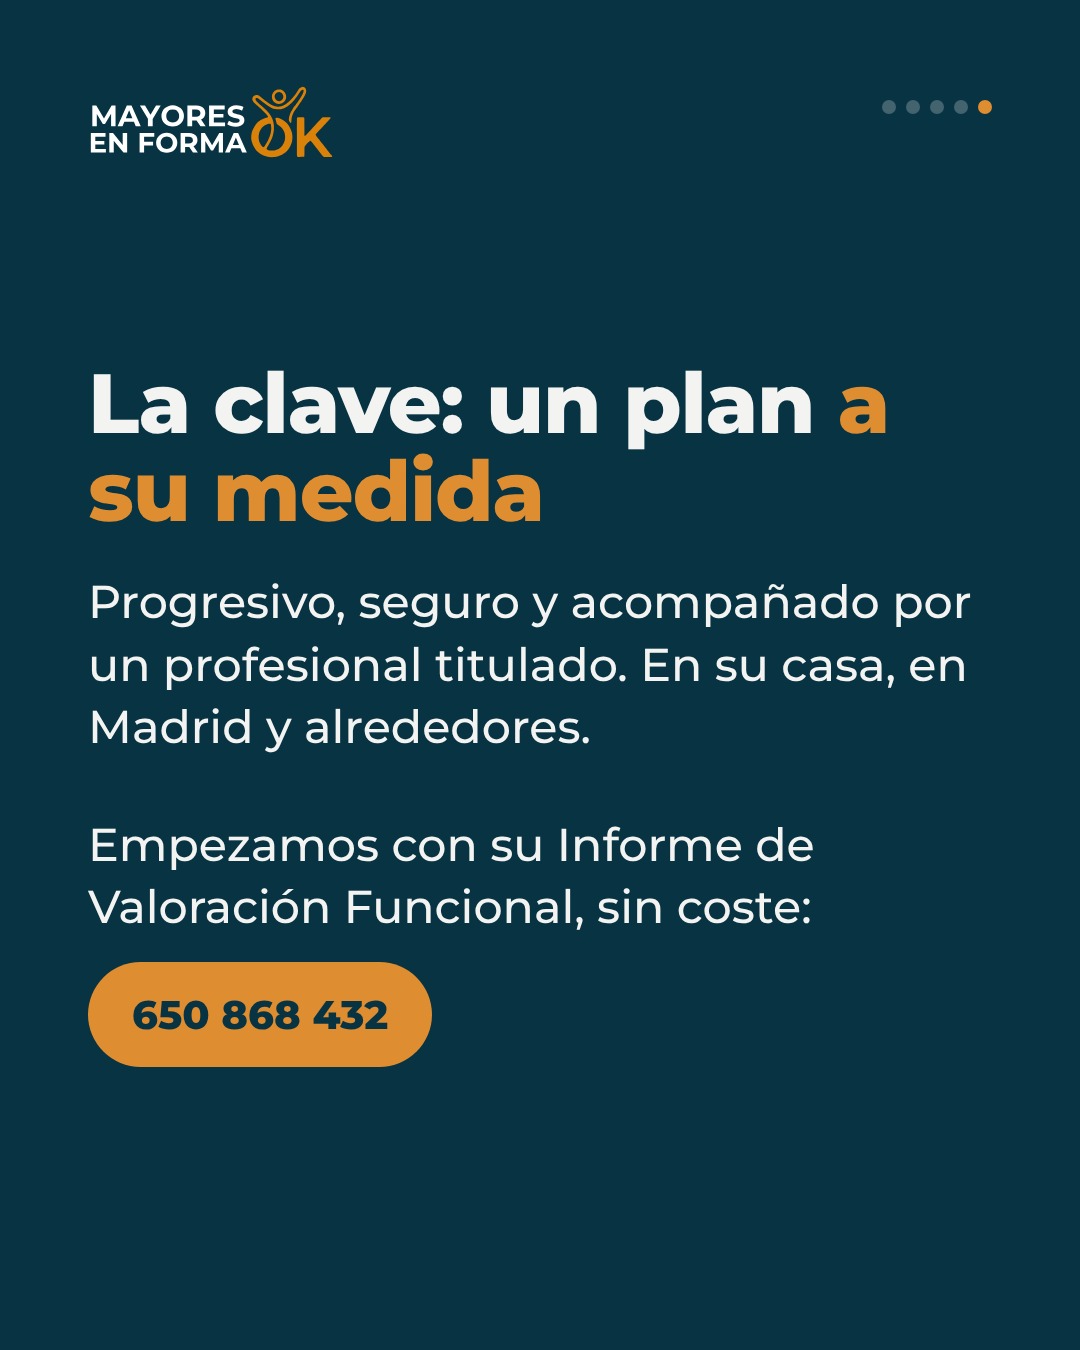 MAYORES
EN FORMA OK
La clave: un plan a
su medida
Progresivo, seguro y acompañado por
un profesional titulado. En su casa, en
Madrid y alrededores.
Empezamos con su Informe de
Valoración Funcional, sin coste:
650 868 432